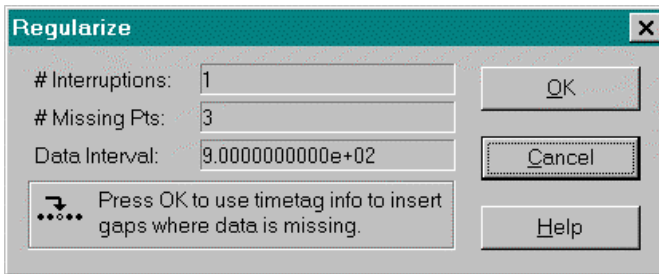 Regularize
# Interruptions: 1
OK
# Missing Pts: 3
Data Interval: 9.0000000000e+02
Cancel
Press OK to use timetag info to insert
gaps where data is missing.
Help